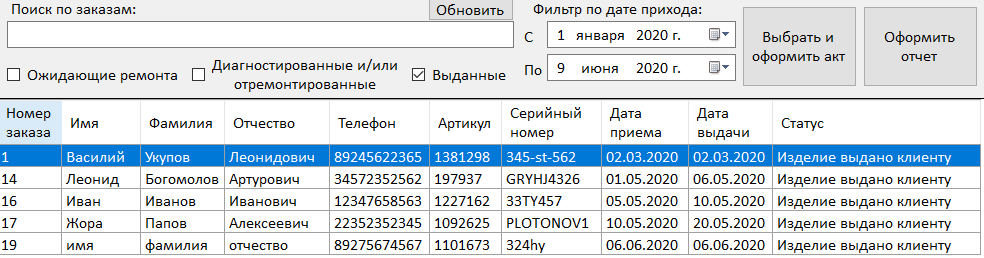 Поиск по заказам:
Обновить
Фильтр по дате прихода:
С 1 января 2020 г.
По 9 июня 2020 г.
Выбрать и
оформить акт
Оформить
отчет
Ожидающие ремонта
Диагностированные и/или
отремонтированные
Выданные
Номер заказа Имя Фамилия Отчество Телефон Артикул Серийный номер Дата приема Дата выдачи Статус
1 Василий Укупов Леонидович 89245622365 1381298 345-st-562 02.03.2020 02.03.2020 Изделие выдано клиенту
14 Леонид Богомолов Артурович 34572352562 197937 GRYHJ4326 01.05.2020 06.05.2020 Изделие выдано клиенту
16 Иван Иванов Иванович 12347658563 1227162 33TY457 05.05.2020 10.05.2020 Изделие выдано клиенту
17 Жора Папов Алексеевич 22352352345 1092625 PLOTONOV1 10.05.2020 20.05.2020 Изделие выдано клиенту
19 имя фамилия отчество 89275674567 1101673 324hy 06.06.2020 06.06.2020 Изделие выдано клиенту